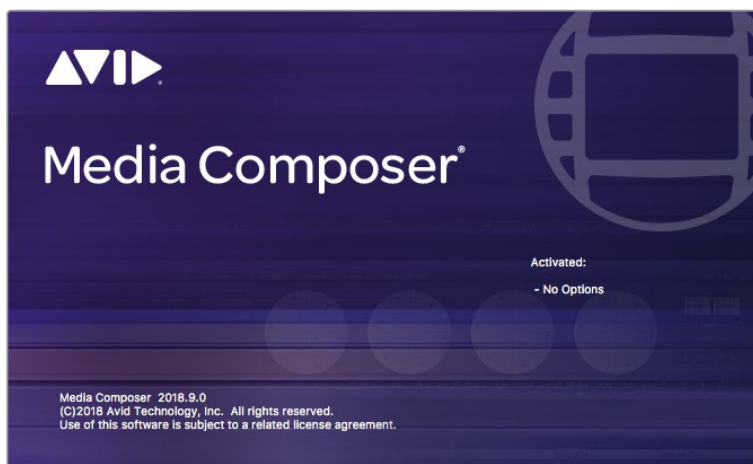 AVID
Media Composer®
Activated:
- No Options
Media Composer 2018.9.0
(C)2018 Avid Technology, Inc. All rights reserved.
Use of this software is subject to a related license agreement.